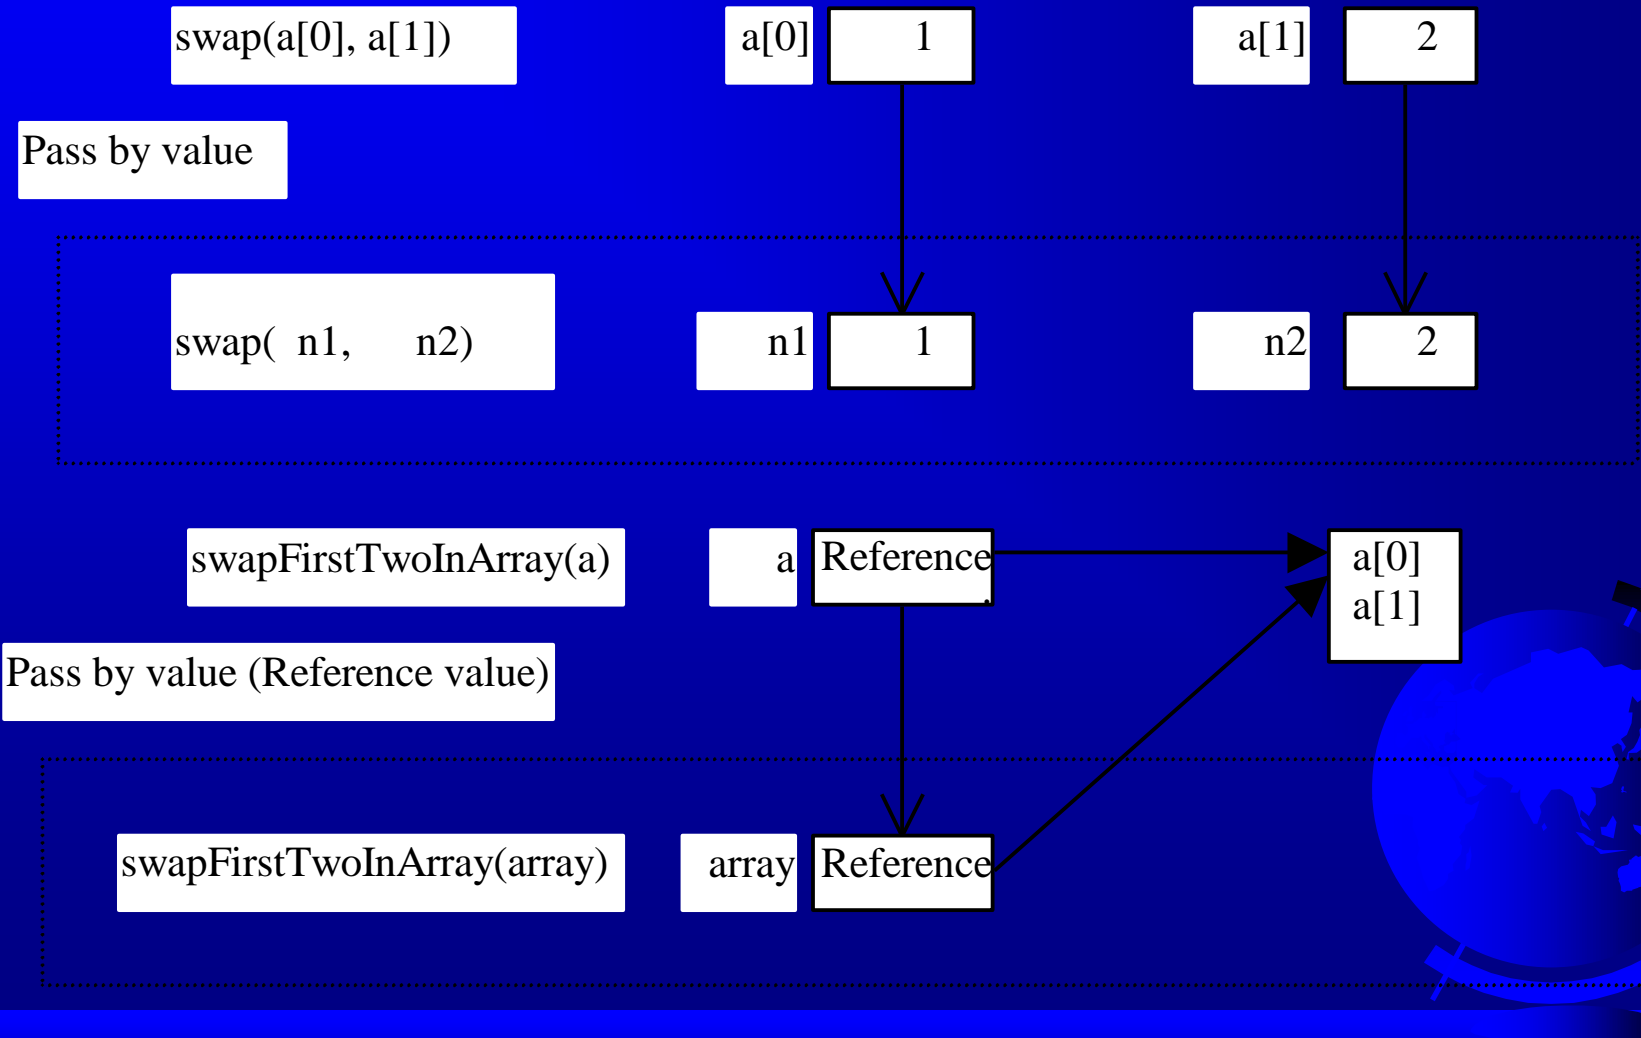 swap(a[0], a[1]) a[0] 1 a[1] 2
Pass by value
swap( n1, n2) n1 1 n2 2
swapFirstTwoInArray(a) a Reference a[0]
.
a[1]
Pass by value (Reference value)
swapFirstTwoInArray(array) array Reference